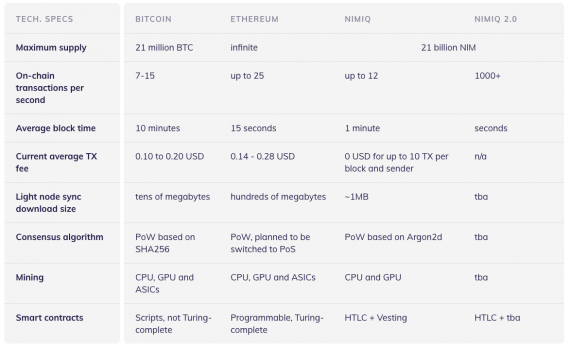 TECH. SPECS BITCOIN ETHEREUM NIMIQ NIMIQ 2.0
Maximum supply 21 million BTC infinite 21 billion NIM
On-chain 7-15 up to 25 up to 12 1000+
transactions per
second
Average block time 10 minutes 15 seconds 1 minute seconds
Current average TX 0.10 to 0.20 USD 0.14 - 0.28 USD 0 USD for up to 10 TX per n/a
fee block and sender
Light node sync tens of megabytes hundreds of megabytes ~1MB tba
download size
Consensus algorithm PoW based on PoW, planned to be PoW based on Argon2d tba
SHA256 switched to PoS
Mining CPU, GPU and CPU, GPU and ASICs CPU and GPU tba
ASICs
Smart contracts Scripts, not Turing- Programmable, Turing- HTLC + Vesting HTLC + tba
complete complete